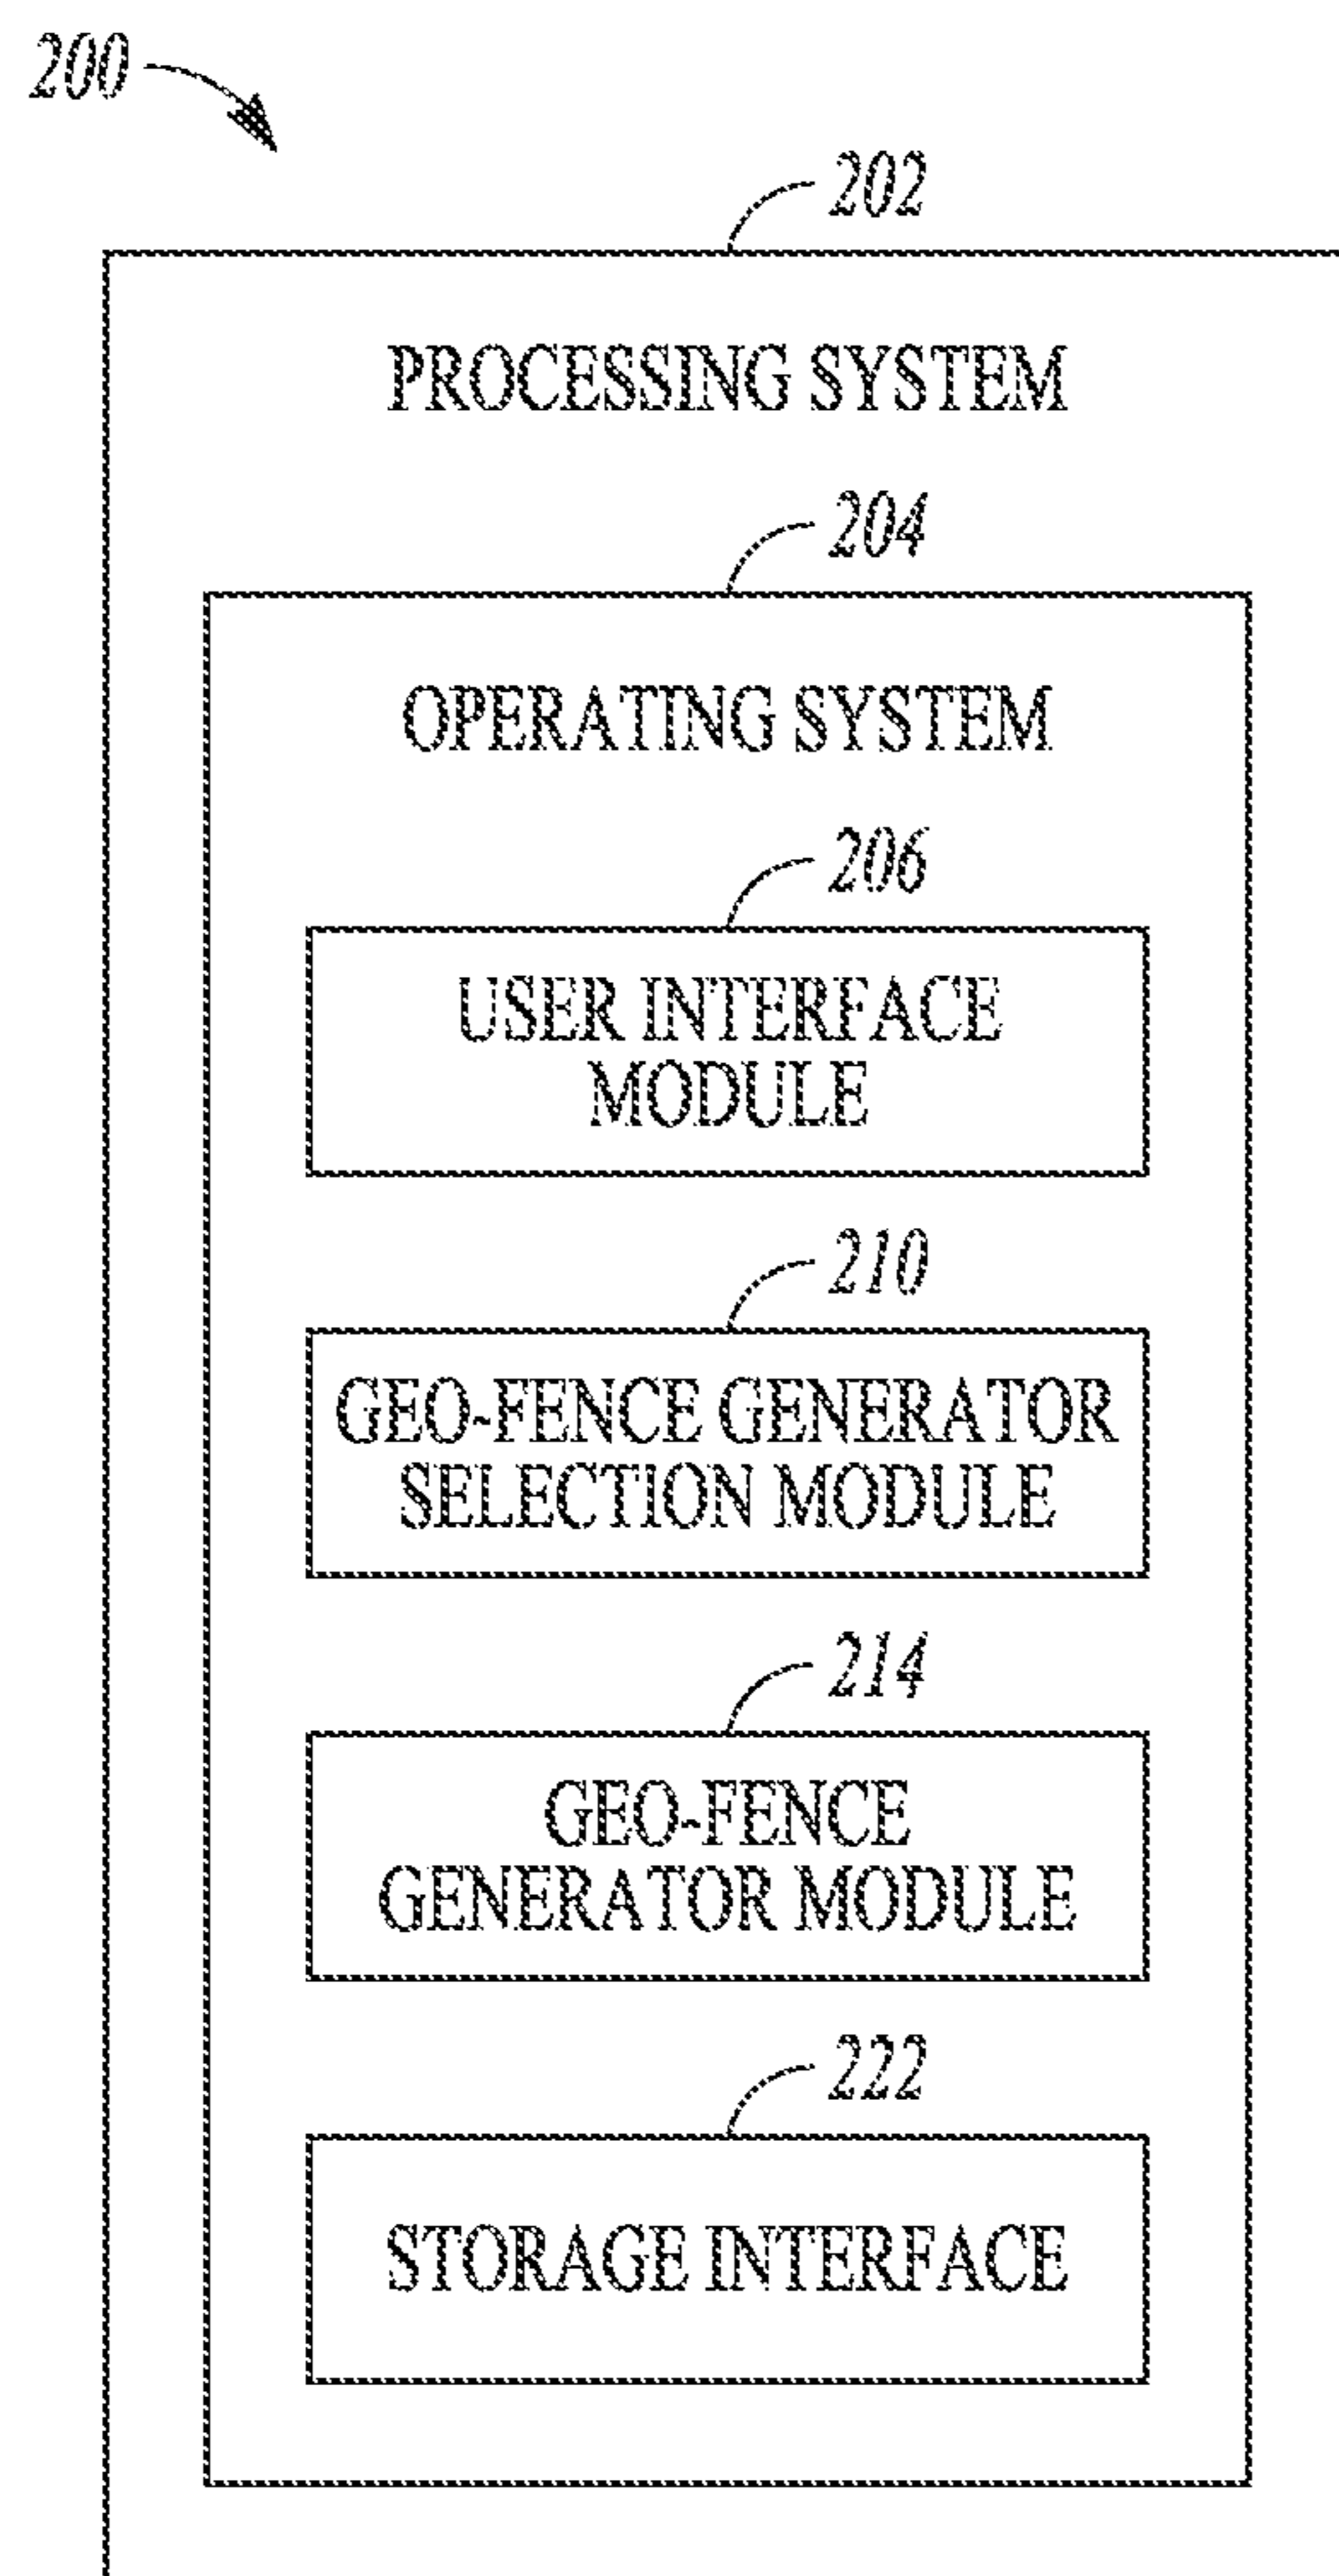 200
202
PROCESSING SYSTEM
204
OPERATING SYSTEM
206
USER INTERFACE
MODULE
210
GEO-FENCE GENERATOR
SELECTION MODULE
214
GEO-FENCE
GENERATOR MODULE
222
STORAGE INTERFACE